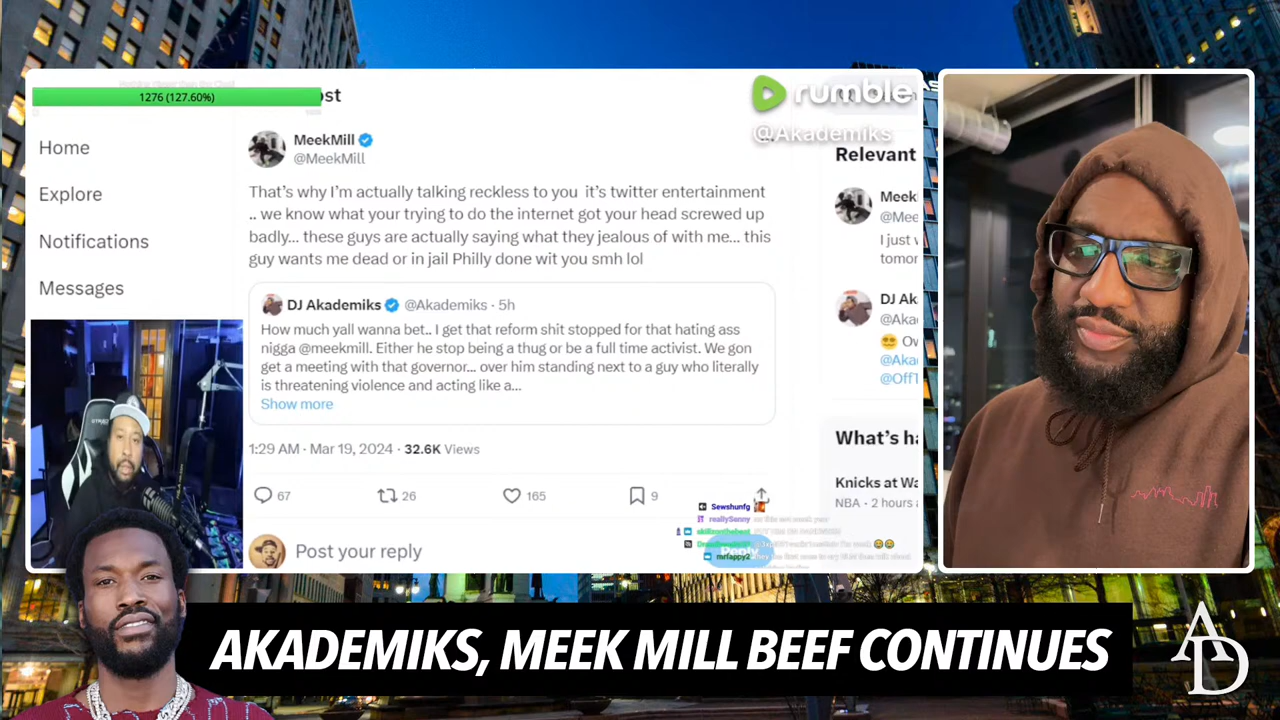 1276 (127.60%)
ost
rumble
@Akademiks
Home
Explore
Notifications
Messages
MeekMill
@MeekMill
That's why I'm actually talking reckless to you it's twitter entertainment
.. we know what your trying to do the internet got your head screwed up
badly... these guys are actually saying what they jealous of with me... this
guy wants me dead or in jail Philly done wit you smh lol
DJ Akademiks @Akademiks · 5h
How much yall wanna bet.. I get that reform shit stopped for that hating ass
nigga @meekmill. Either he stop being a thug or be a full time activist. We gon
get a meeting with that governor... over him standing next to a guy who literally
is threatening violence and acting like a...
Show more
1:29 AM · Mar 19, 2024 · 32.6K Views
67 26 165 9
Post your reply
Reply
Sewshunfg
reallySonny
mrfappy2
Relevant
Meek
@Mee
I just
tomor
DJ Ak
@Aka
Ov
@Aka
@Off1
What's ha
Knicks at Wa
NBA · 2 hours
AKADEMIKS, MEEK MILL BEEF CONTINUES
AD